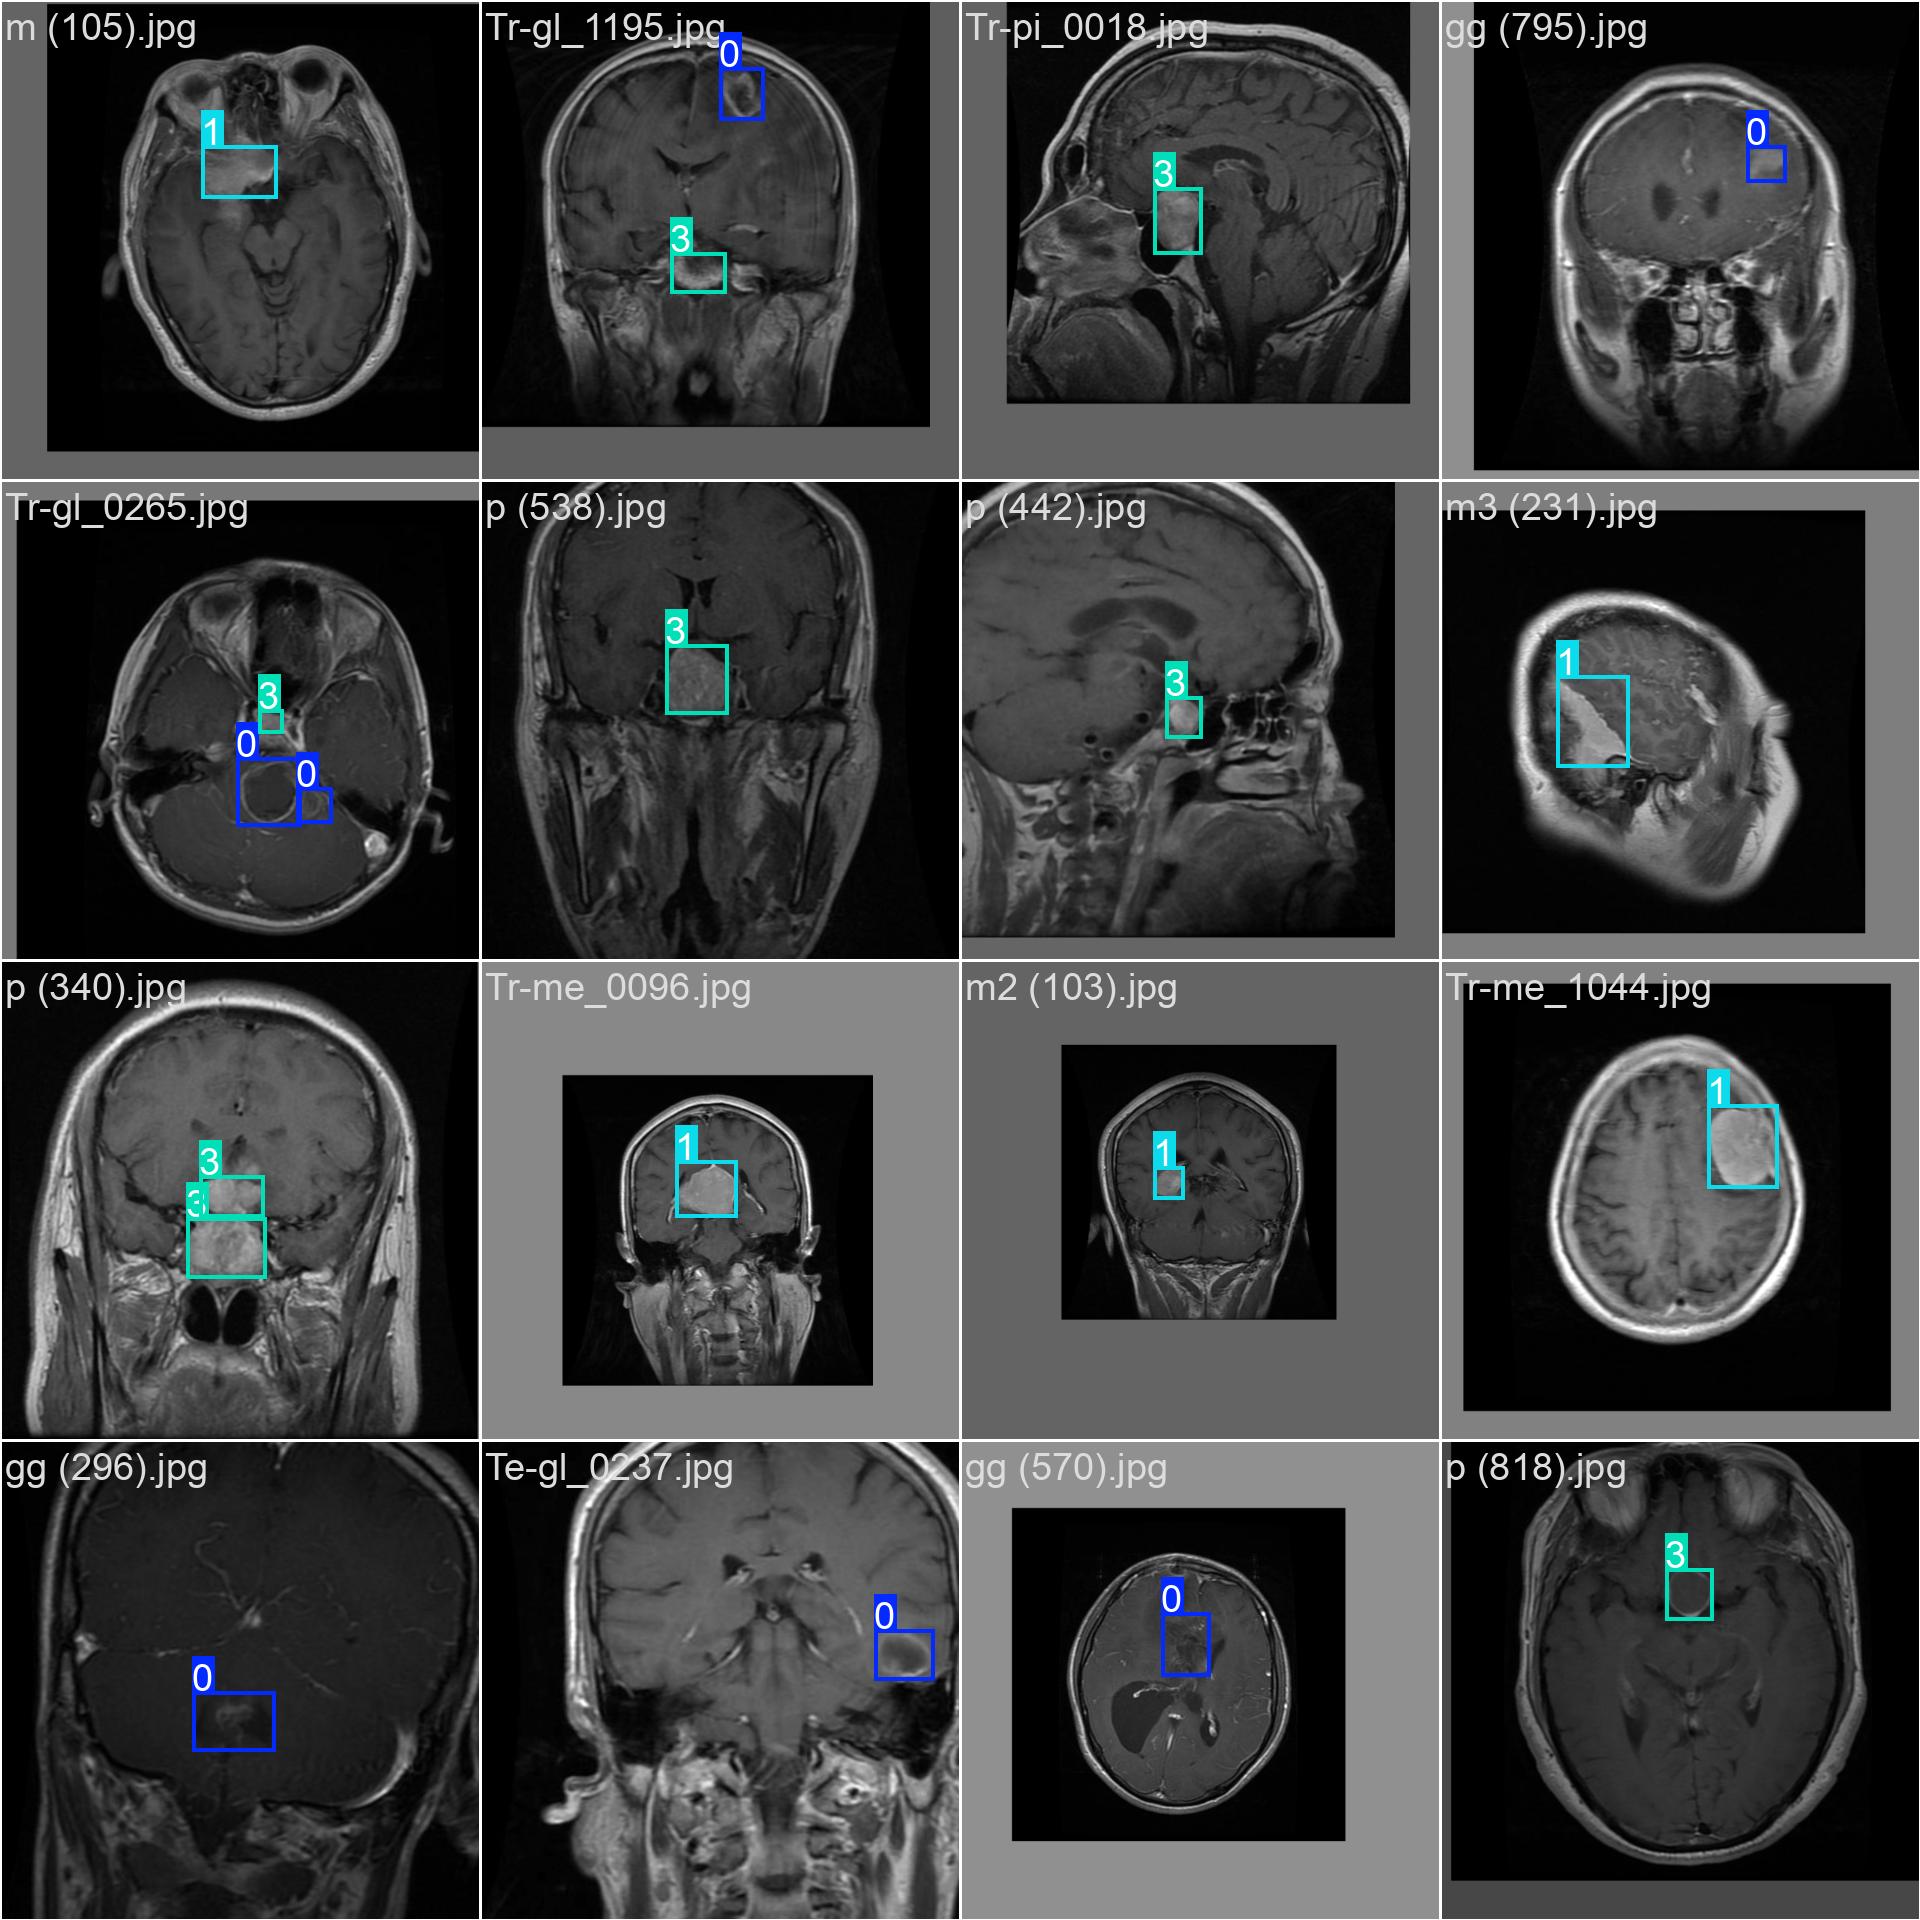 m (105).jpg
Tr-gl_1195.jpg
Tr-pi_0018.jpg
gg (795).jpg
1
0
3
3
0
Tr-gl_0265.jpg
p (538).jpg
p (442).jpg
m3 (231).jpg
3
0
0
3
3
1
p (340).jpg
Tr-me_0096.jpg
m2 (103).jpg
Tr-me_1044.jpg
3
3
1
1
1
gg (296).jpg
Te-gl_0237.jpg
gg (570).jpg
p (818).jpg
0
0
0
3